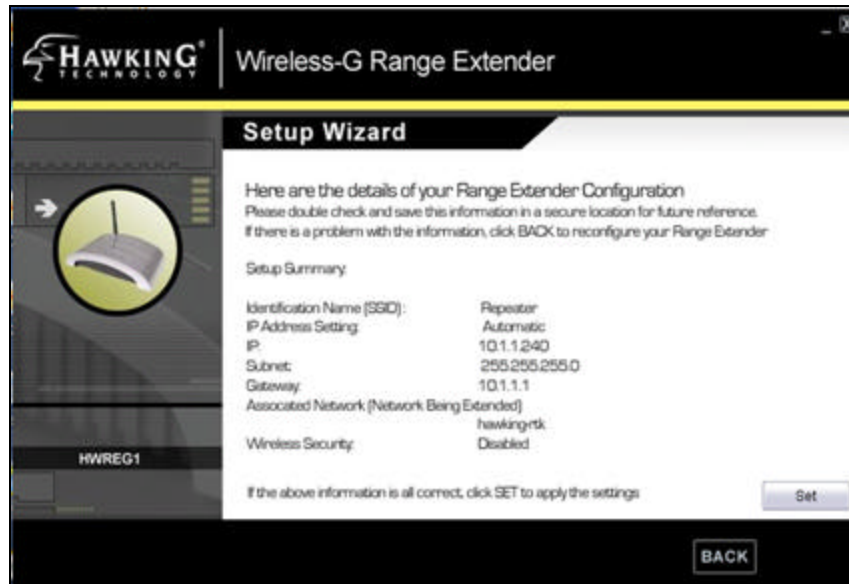 HAWKING®
TECHNOLOGY
Wireless-G Range Extender
Setup Wizard
Here are the details of your Range Extender Configuration
Please double check and save this information in a secure location for future reference.
If there is a problem with the information, click BACK to reconfigure your Range Extender
Setup Summary:
Identification Name (SSID): Repeater
IP Address Setting: Automatic
IP: 10.1.1.240
Subnet: 255.255.255.0
Gateway: 10.1.1.1
Assocated Network (Network Being Extended)
hawking-rtk
Wireless Security: Disabled
HWREG1
If the above information is all correct, click SET to apply the settings
Set
BACK